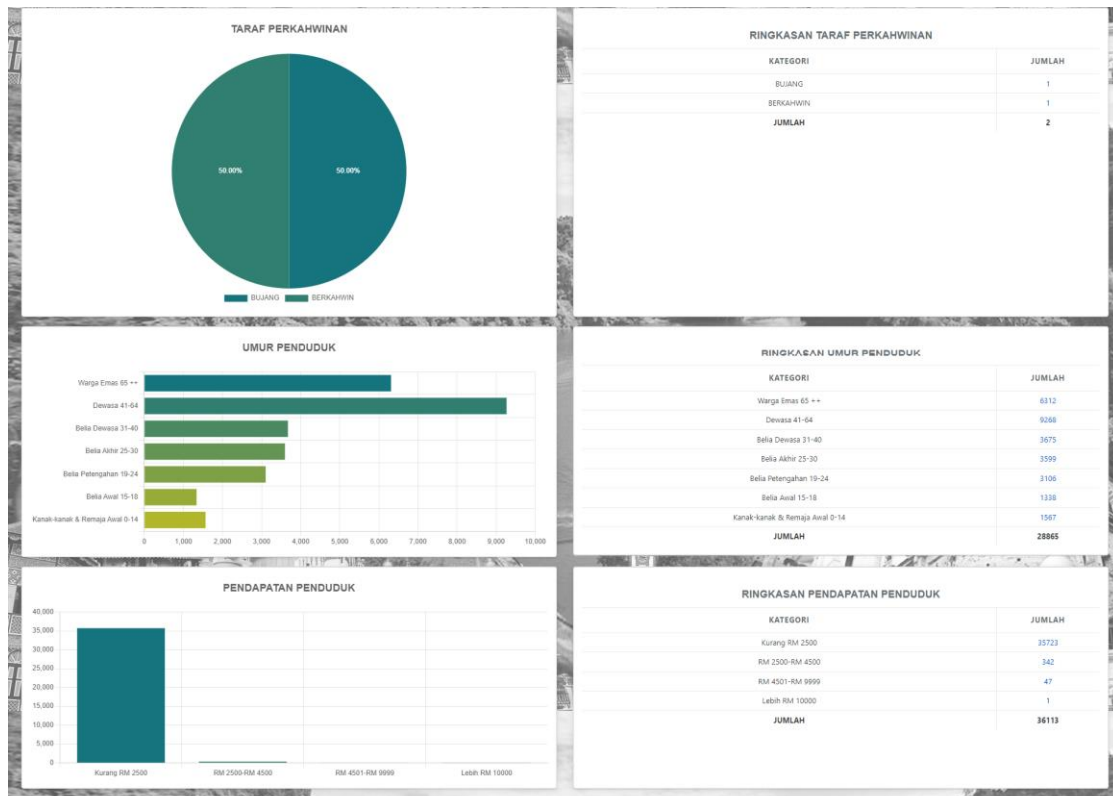 TARAF PERKAHWINAN
50.00% 50.00%
BUJANG BERKAHWIN
RINGKASAN TARAF PERKAHWINAN
KATEGORI JUMLAH
BUJANG 1
BERKAHWIN 1
JUMLAH 2
UMUR PENDUDUK
Warga Emas 65 ++
Dewasa 41-64
Belia Dewasa 31-40
Belia Akhir 25-30
Belia Petengahan 19-24
Belia Awal 15-18
Kanak-kanak & Remaja Awal 0-14
0 1,000 2,000 3,000 4,000 5,000 6,000 7,000 8,000 9,000 10,000
RINGKASAN UMUR PENDUDUK
KATEGORI JUMLAH
Warga Emas 65 ++ 6312
Dewasa 41-64 9268
Belia Dewasa 31-40 3675
Belia Akhir 25-30 3599
Belia Petengahan 19-24 3106
Belia Awal 15-18 1338
Kanak-kanak & Remaja Awal 0-14 1567
JUMLAH 28865
PENDAPATAN PENDUDUK
40,000
35,000
30,000
25,000
20,000
15,000
10,000
5,000
0
Kurang RM 2500 RM 2500-RM 4500 RM 4501-RM 9999 Lebih RM 10000
RINGKASAN PENDAPATAN PENDUDUK
KATEGORI JUMLAH
Kurang RM 2500 35723
RM 2500-RM 4500 342
RM 4501-RM 9999 47
Lebih RM 10000 1
JUMLAH 36113